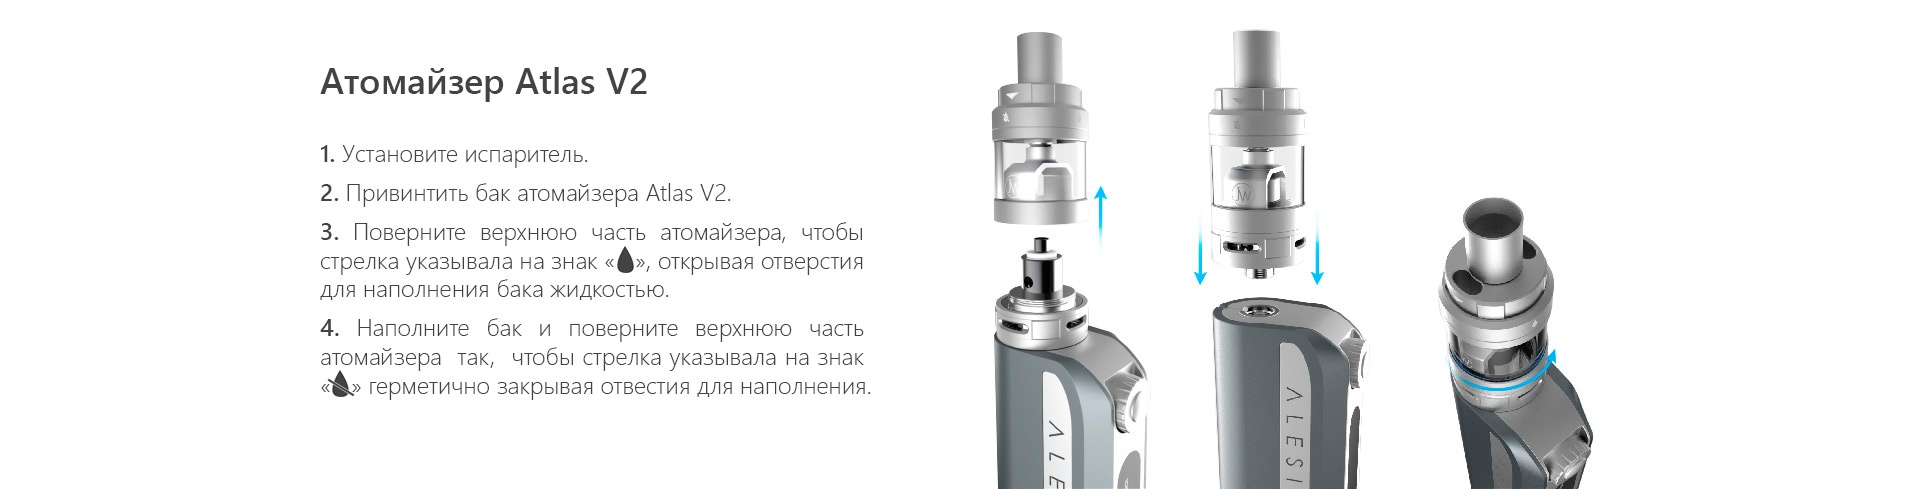 Атомайзер Atlas V2
1. Установите испаритель.
2. Привинтить бак атомайзера Atlas V2.
3. Поверните верхнюю часть атомайзера, чтобы
стрелка указывала на знак «», открывая отверстия
для наполнения бака жидкостью.
4. Наполните бак и поверните верхнюю часть
атомайзера так, чтобы стрелка указывала на знак
«» герметично закрывая отвестия для наполнения.
JW
ALE
ALESI